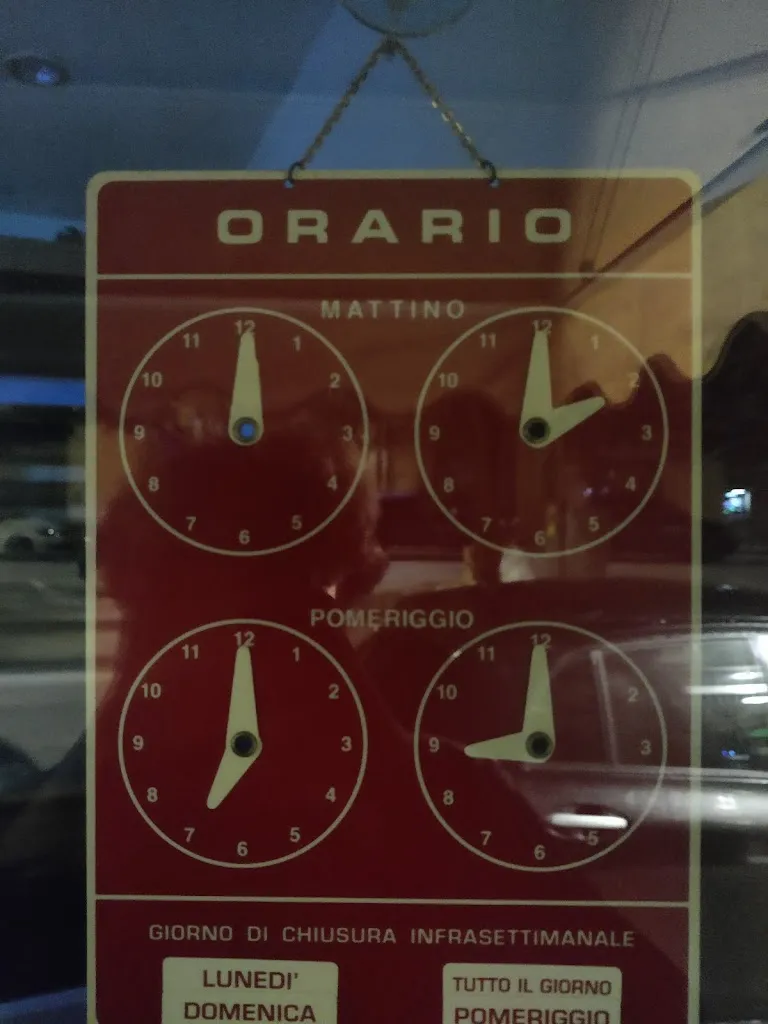 ORARIO
MATTINO
12 1 2 3 4 5 6 7 8 9 10 11
12 1 2 3 4 5 6 7 8 9 10 11
POMERIGGIO
12 1 2 3 4 5 6 7 8 9 10 11
12 2 3 5 6 7 8 9 10 11
GIORNO DI CHIUSURA INFRASETTIMANALE
LUNEDI' TUTTO IL GIORNO
DOMENICA POMERIGGIO